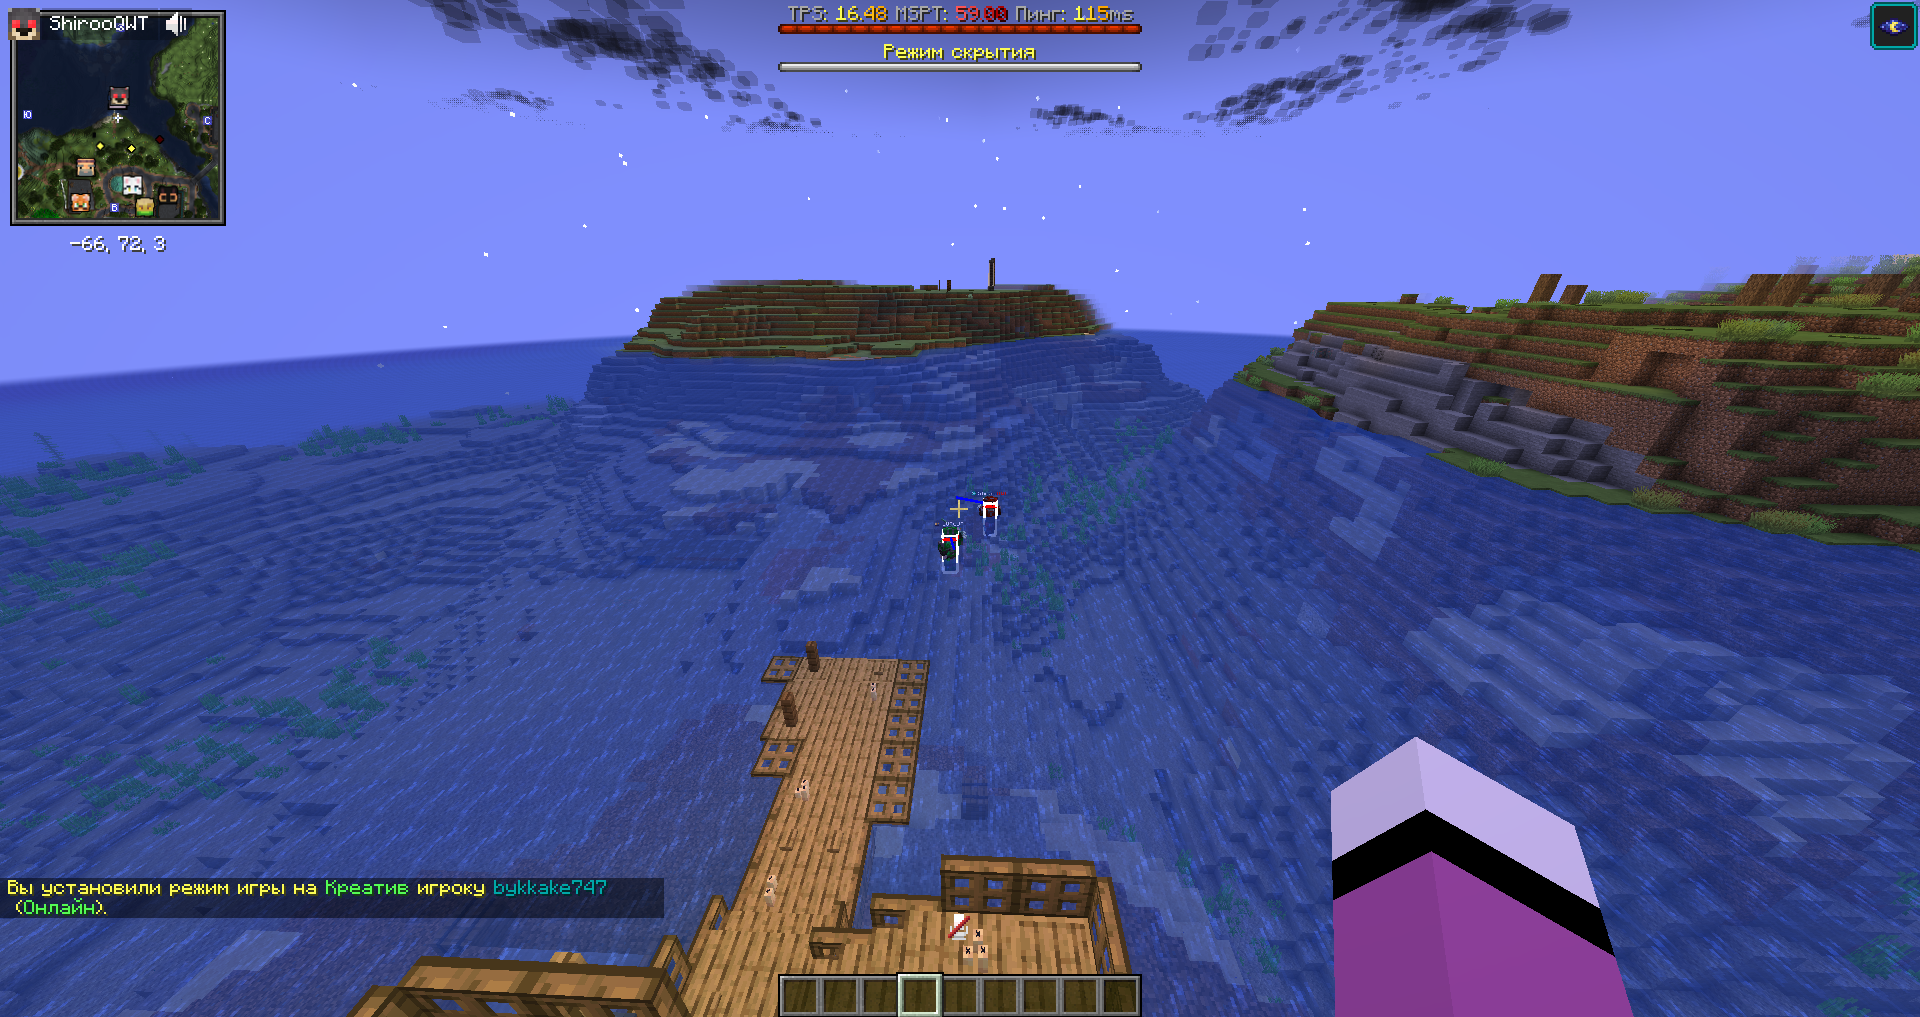 ShirooQWT
TPS: 16.48 MSPT: 59.00 Пинг: 115ms
Режим скрытия
Ю
С
В
-66, 72, 3
Вы установили режим игры на Креатив игроку bykkake747
(Онлайн).